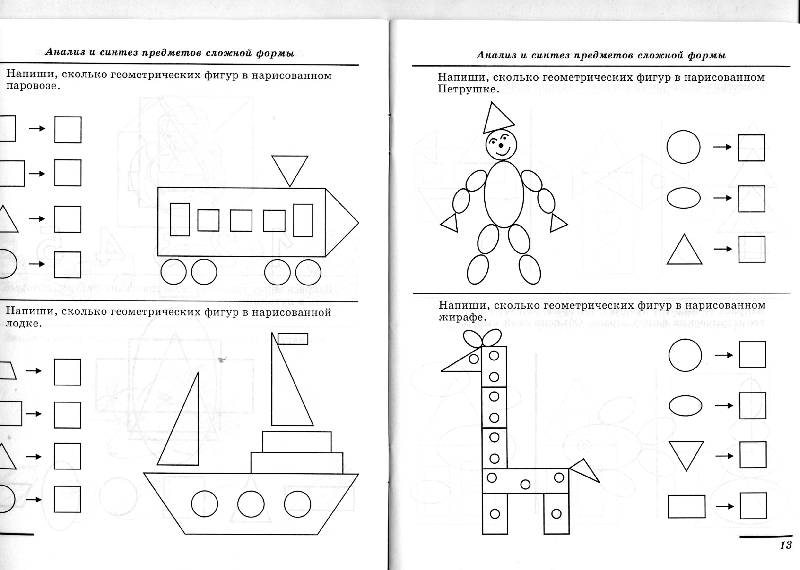 Анализ и синтез предметов сложной формы
Напиши, сколько геометрических фигур в нарисованном
паровозе.
Напиши, сколько геометрических фигур в нарисованной
лодке.
Анализ и синтез предметов сложной формы
Напиши, сколько геометрических фигур в нарисованном
Петрушке.
Напиши, сколько геометрических фигур в нарисованном
жирафе.
13